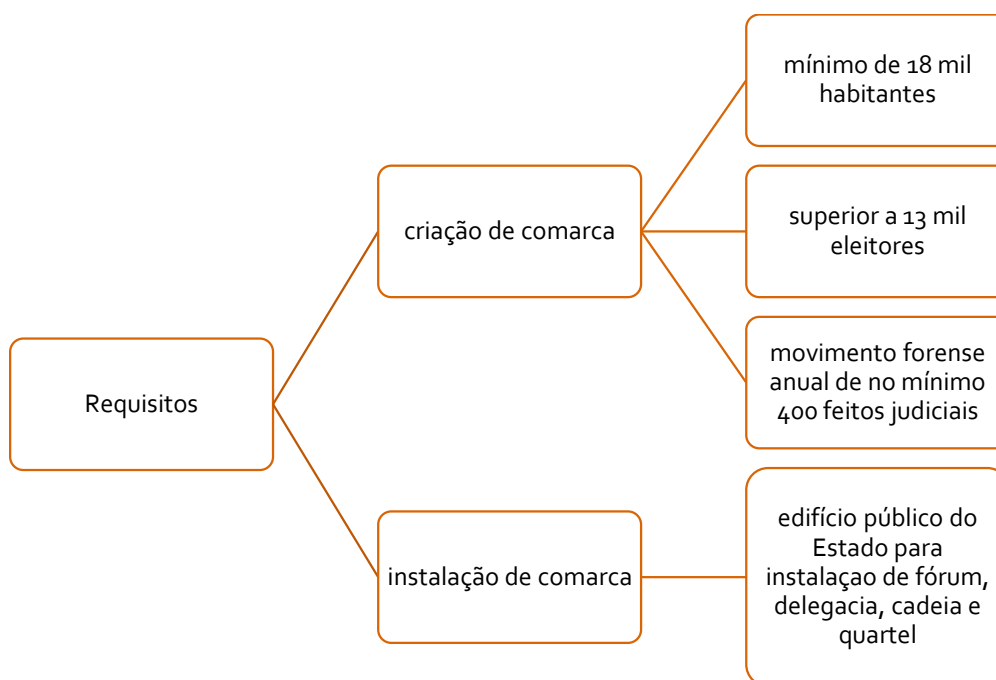 Requisitos
criação de comarca
mínimo de 18 mil
habitantes
superior a 13 mil
eleitores
movimento forense
anual de no mínimo
400 feitos judiciais
instalação de comarca
edifício público do
Estado para
instalaçao de fórum,
delegacia, cadeia e
quartel